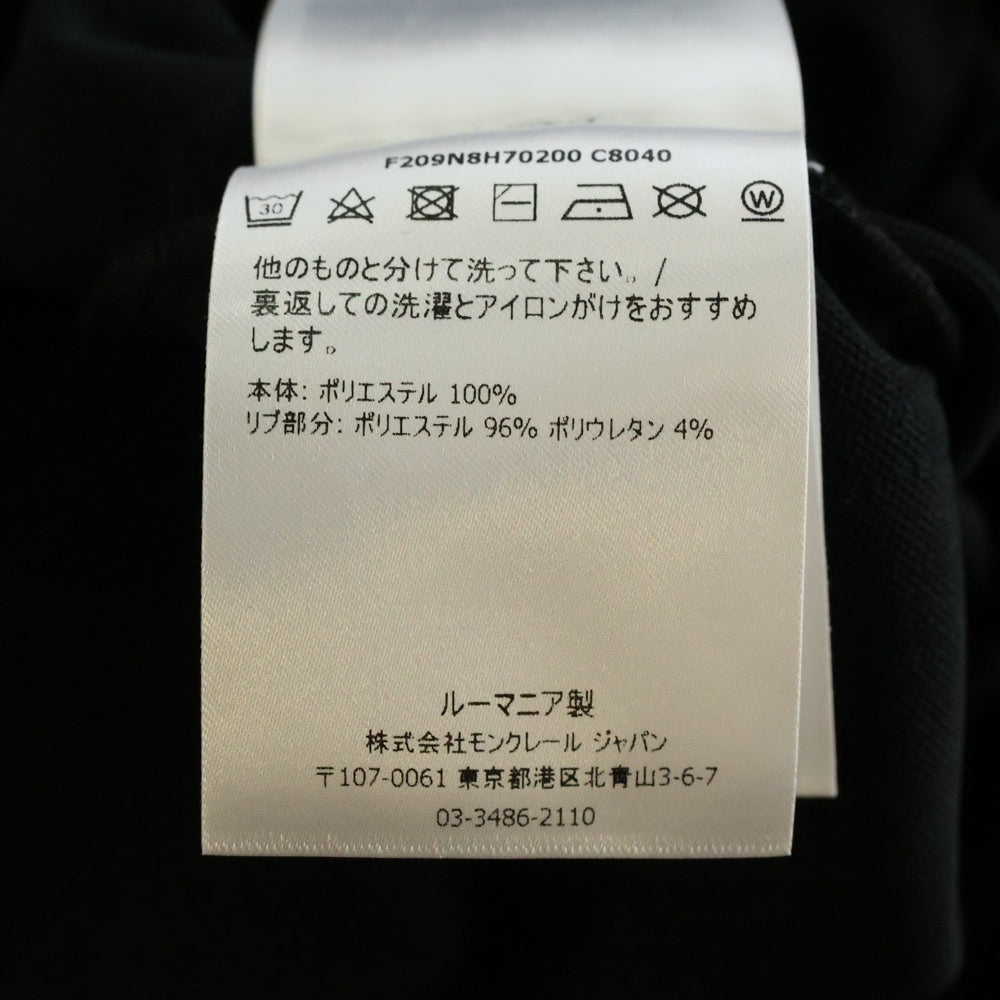 F209N8H70200 C8040
30 W
他のものと分けて洗って下さい。/
裏返しての洗濯とアイロンがけをおすすめ
します。
本体: ポリエステル 100%
リブ部分: ポリエステル 96% ポリウレタン 4%
ルーマニア製
株式会社モンクレール ジャパン
〒107-0061 東京都港区北青山3-6-7
03-3486-2110